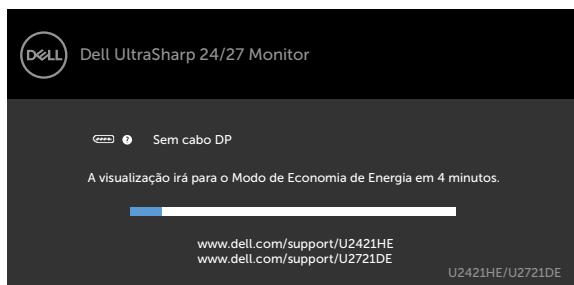 DELL
Dell UltraSharp 24/27 Monitor
? Sem cabo DP
A visualização irá para o Modo de Economia de Energia em 4 minutos.
www.dell.com/support/U2421HE
www.dell.com/support/U2721DE
U2421HE/U2721DE